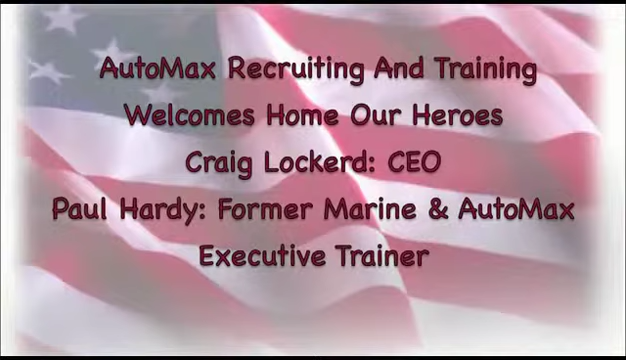 AutoMax Recruiting And Training
Welcomes Home Our Heroes
Craig Lockerd: CEO
Paul Hardy: Former Marine & AutoMax
Executive Trainer